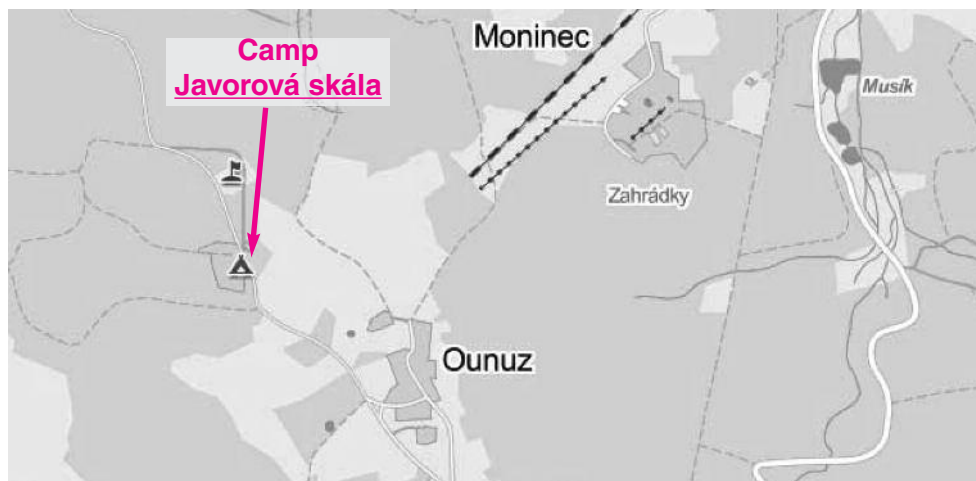 Camp
Javorová skála
Moninec
Musík
Zahrádky
Ounuz